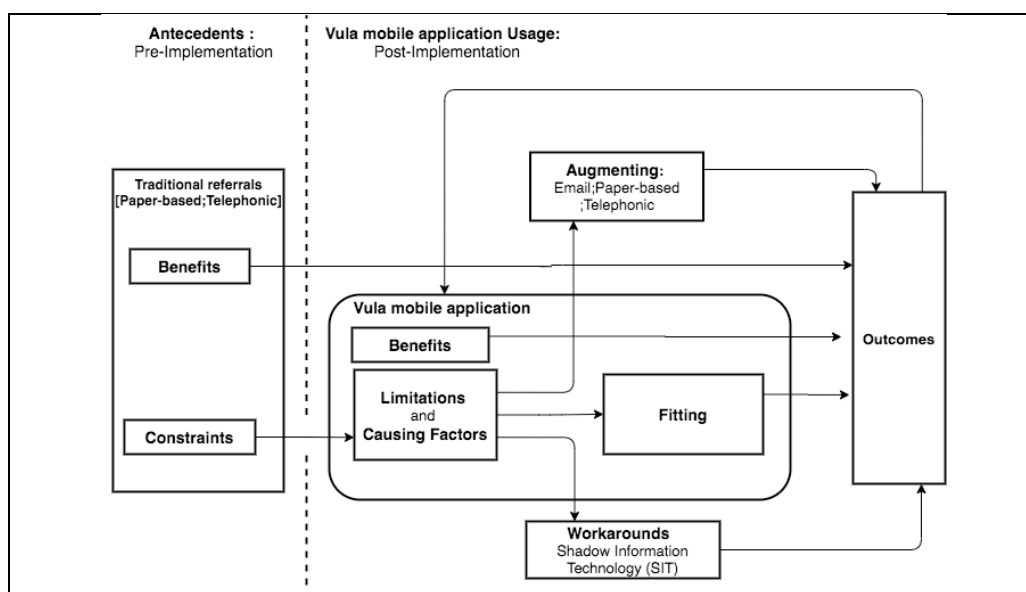 Antecedents :
Pre-Implementation
Vula mobile application Usage:
Post-Implementation
Traditional referrals
[Paper-based;Telephonic]
Benefits
Constraints
Augmenting:
Email;Paper-based
;Telephonic
Vula mobile application
Benefits
Limitations
and
Causing Factors
Fitting
Workarounds
Shadow Information
Technology (SIT)
Outcomes